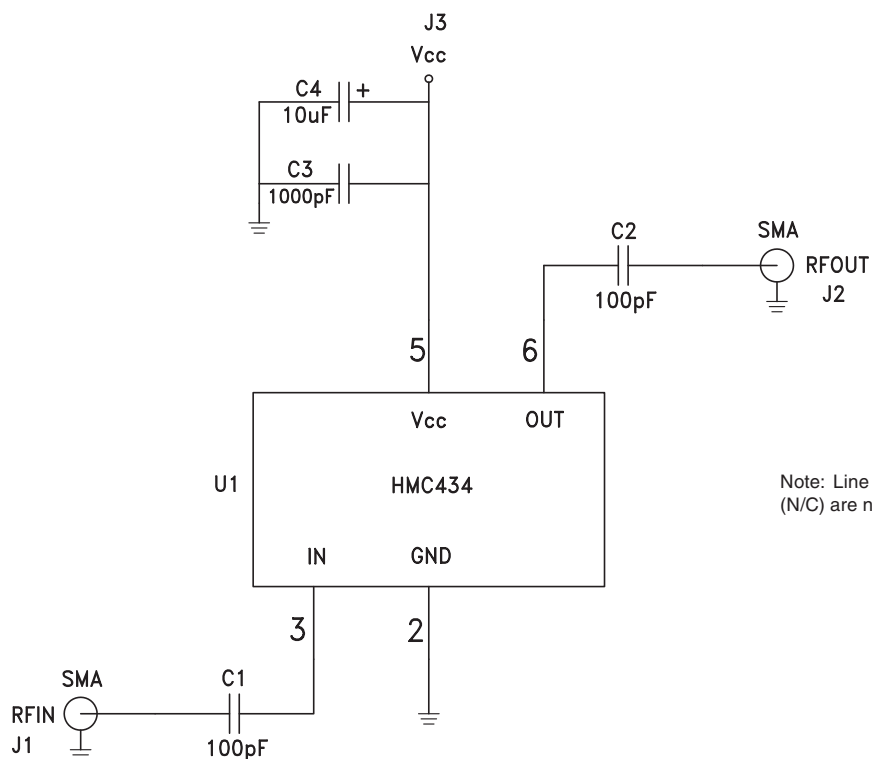 J3
Vcc
C4
+
10uF
C3
1000pF
C2
100pF
SMA
RFOUT
J2
5
6
Vcc
OUT
U1
HMC434
Note: Line
(N/C) are n
IN
GND
3
2
SMA
RFIN
J1
C1
100pF